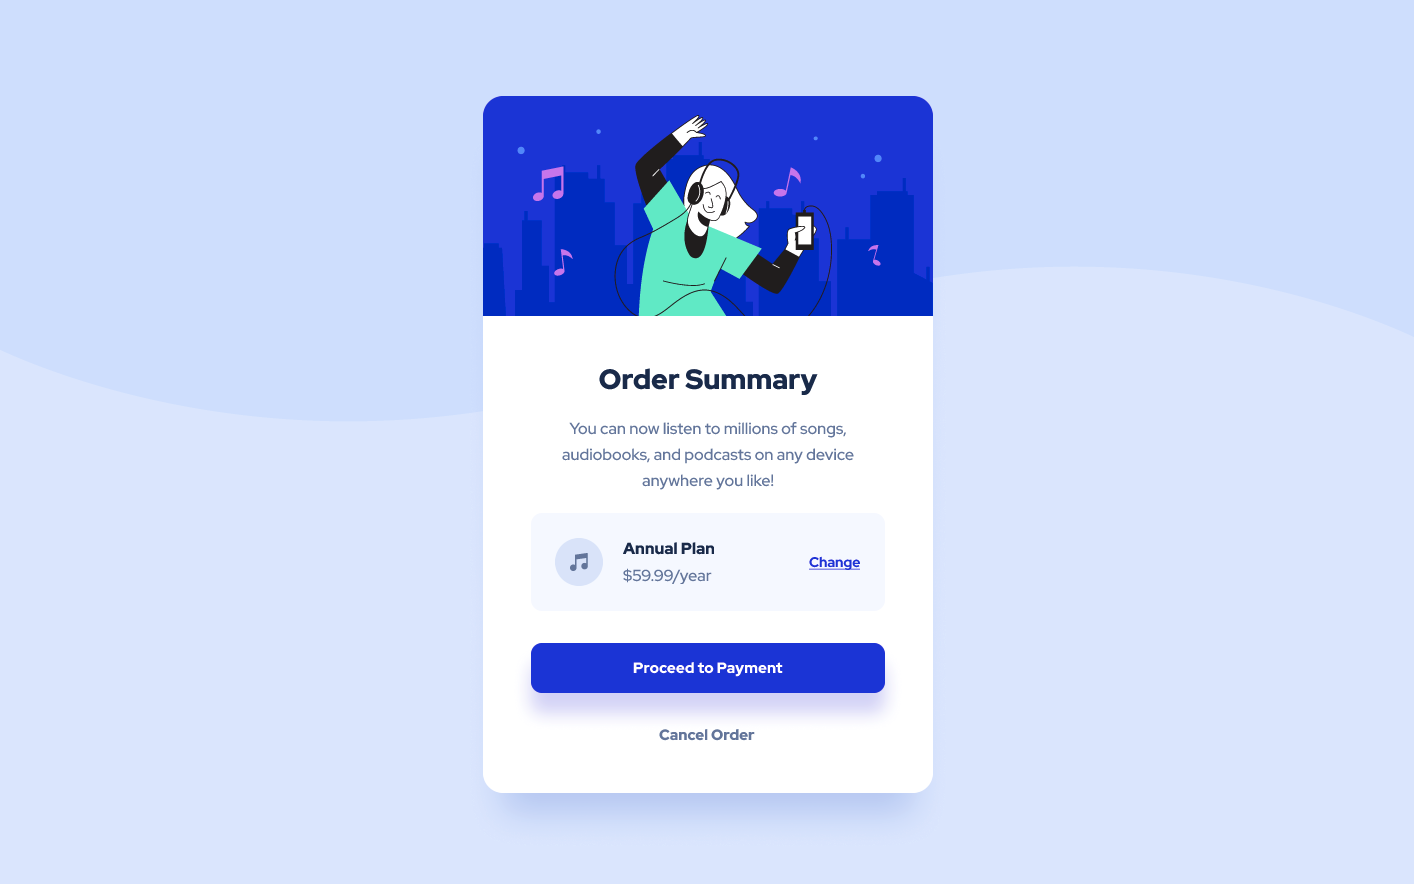 Order Summary
You can now listen to millions of songs,
audiobooks, and podcasts on any device
anywhere you like!
Annual Plan
$59.99/year
Change
Proceed to Payment
Cancel Order